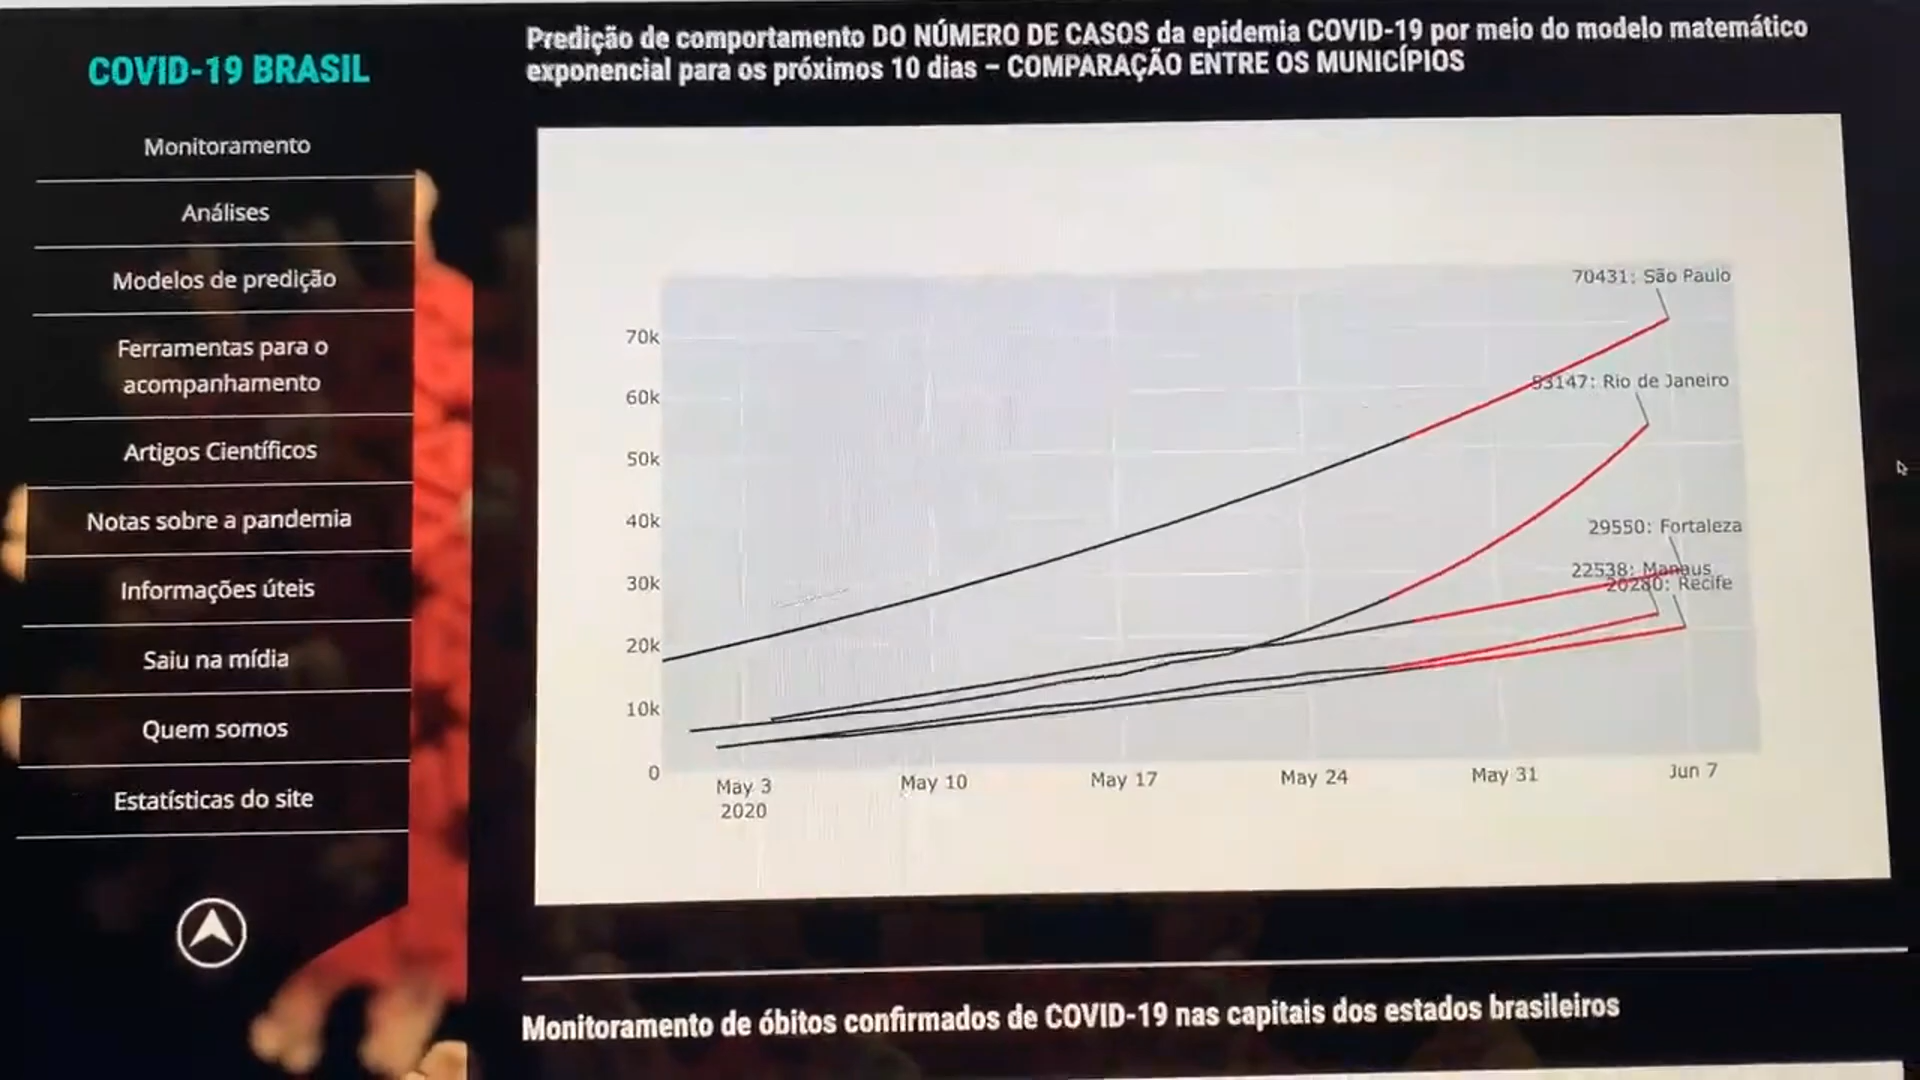 COVID-19 BRASIL
Monitoramento
Análises
Modelos de predição
Ferramentas para o
acompanhamento
Artigos Científicos
Notas sobre a pandemia
Informações úteis
Saiu na mídia
Quem somos
Estatísticas do site
Predição de comportamento DO NÚMERO DE CASOS da epidemia COVID-19 por meio do modelo matemático
exponencial para os próximos 10 dias – COMPARAÇÃO ENTRE OS MUNICÍPIOS
70431: São Paulo
70k
53147: Rio de Janeiro
60k
50k
40k
29550: Fortaleza
22538: Manaus
30k
20280: Recife
20k
10k
0
May 3
2020
May 10
May 17
May 24
May 31
Jun 7
Monitoramento de óbitos confirmados de COVID-19 nas capitais dos estados brasileiros